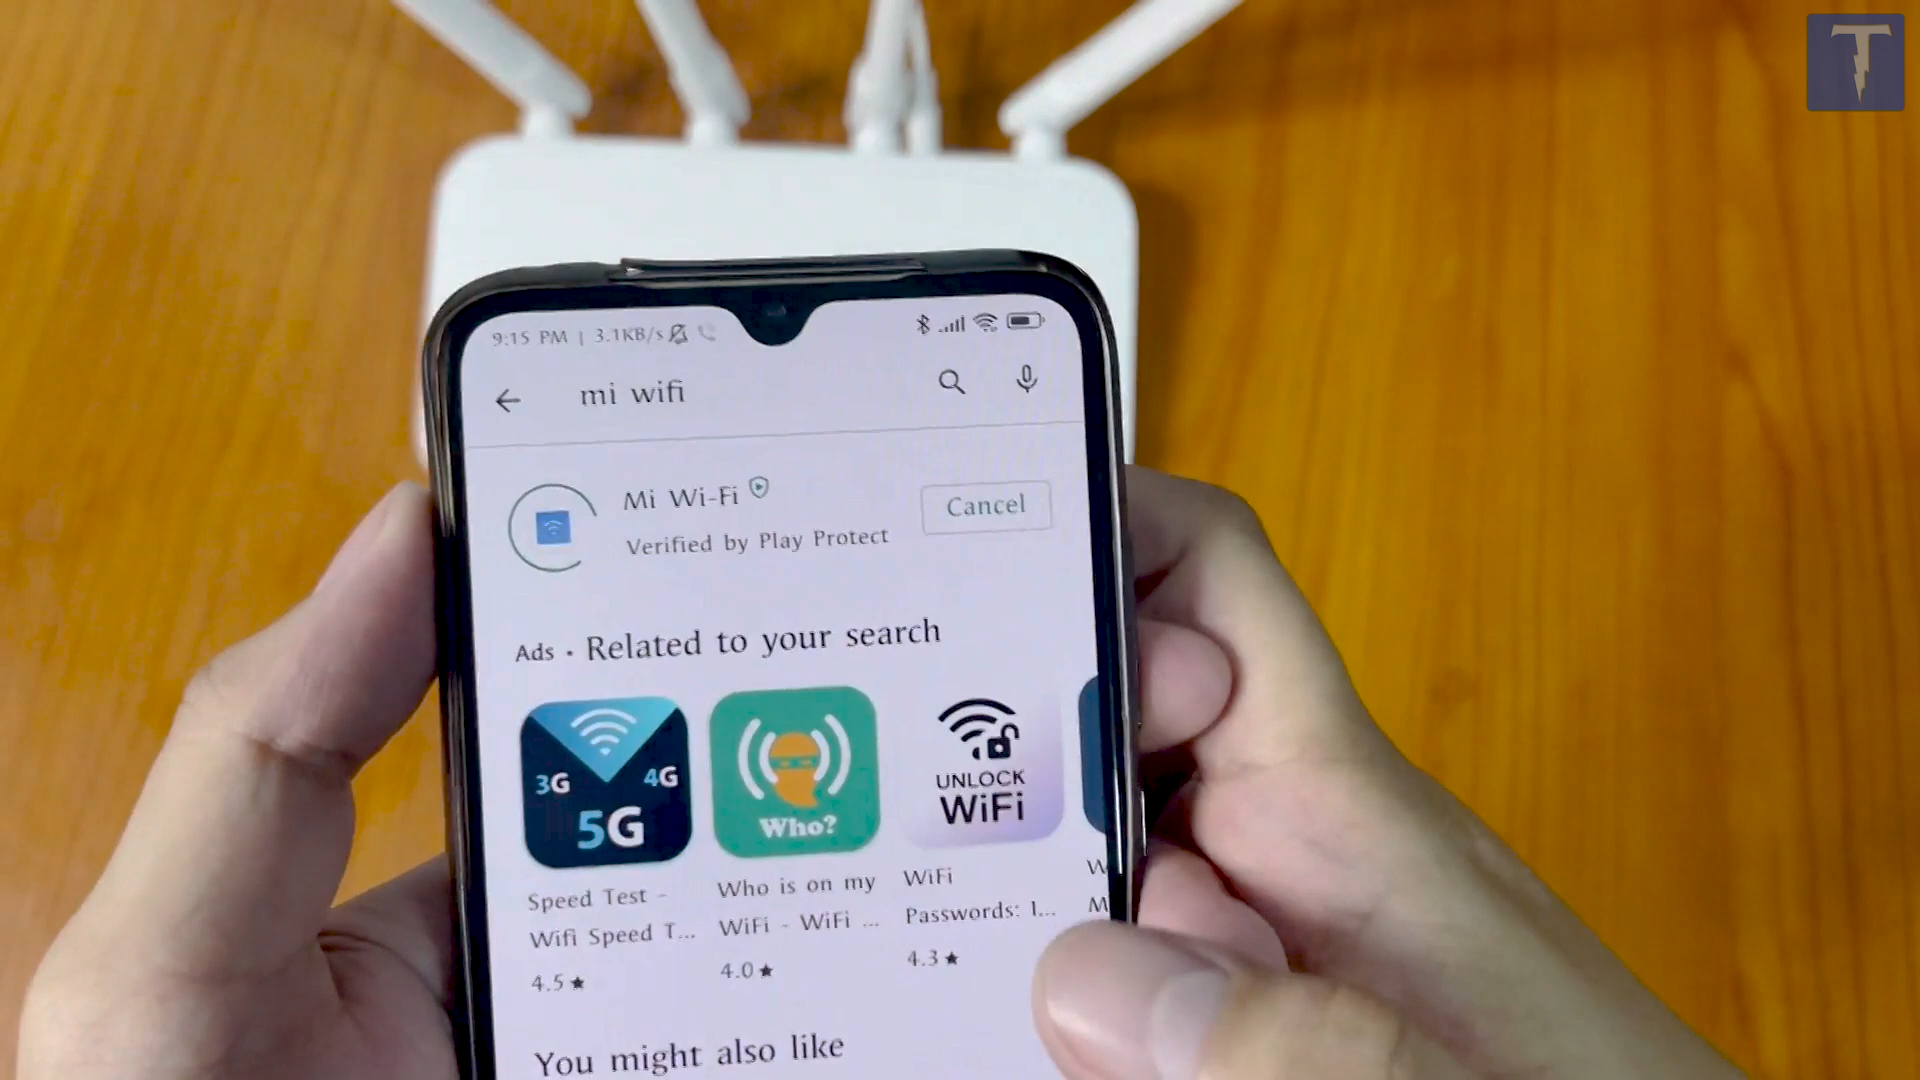 T
9:15 PM | 3.1KB/s
mi wifi
Mi Wi-Fi
Verified by Play Protect
Cancel
Ads • Related to your search
3G 4G
5G
Who?
UNLOCK
WiFi
Speed Test -
Wifi Speed T...
4.5★
Who is on my
WiFi - WiFi ...
4.0★
WiFi
Passwords: I...
4.3★
W
M
You might also like